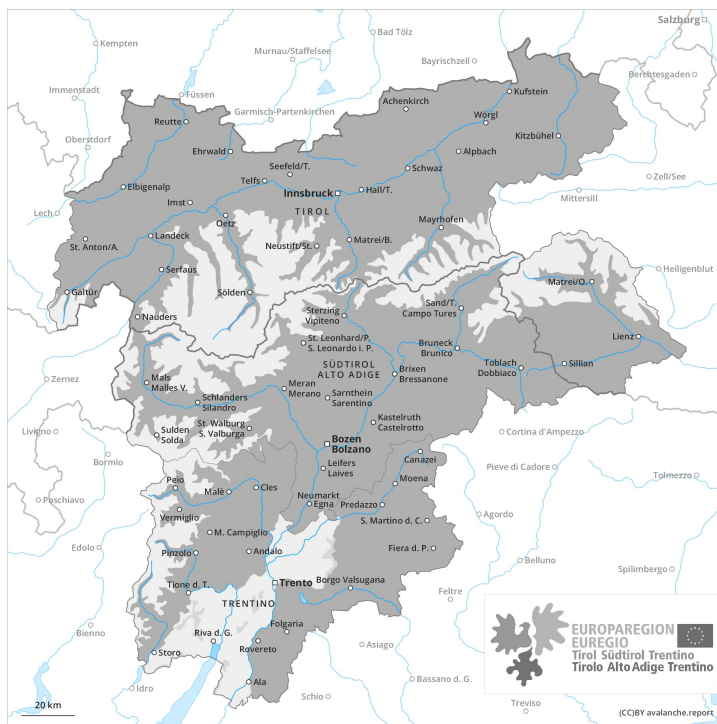 Salzburg
Kempten
Bad Tölz
Murnau/Staffelsee
Bayrischzell
Berchtesgaden
Immenstadt
Füssen
Garmisch-Partenkirchen
Achenkirch
Kufstein
Reutte
Wörgl
Oberstdorf
Ehrwald
Kitzbühel
Alpbach
Seefeld/T.
Schwaz
Telfs
Zell/See
Elbigenalp
Innsbruck
Hall/T.
Mittersill
Imst
TIROL
Lech
Oetz
Mayrhofen
St. Anton/A.
Landeck
Neustift/St.
Matrei/B.
Serfaus
Heiligenblut
Galtür
Sölden
Matrei/O.
Nauders
Sterzing
Vipiteno
Sand/T.
Campo Tures
St. Leonhard/P.
S. Leonardo i. P.
Lienz
Bruneck
Brunico
SÜDTIROL
ALTO ADIGE
Toblach
Dobbiaco
Sillian
Brixen
Bressanone
Zernez
Mals
Malles V.
Meran
Merano
Schlanders
Silandro
Sarnthein
Sarentino
St. Walburg
S. Valburga
Kastelruth
Castelrotto
Livigno
Sulden
Solda
Cortina d'Ampezzo
Bozen
Bolzano
Bormio
Canazei
Pieve di Cadore
Leifers
Laives
Tolmezzo
Peio
Malè
Cles
Moena
Poschiavo
Neumarkt
Egna
Predazzo
Vermiglio
Agordo
S. Martino d. C.
M. Campiglio
Edolo
Pinzolo
Andalo
Fiera d. P.
Belluno
Spilimbergo
Tione d. T.
Trento
Borgo Valsugana
Feltre
TRENTINO
Bienno
Folgaria
Riva d. G.
Rovereto
Asiago
Storo
Ala
Bassano d. G.
Idro
Schio
Treviso
EUROPAREGION
EUREGIO
Tirol Südtirol Trentino
Tirolo Alto Adige Trentino
20 km
(CC)BY avalanche.report